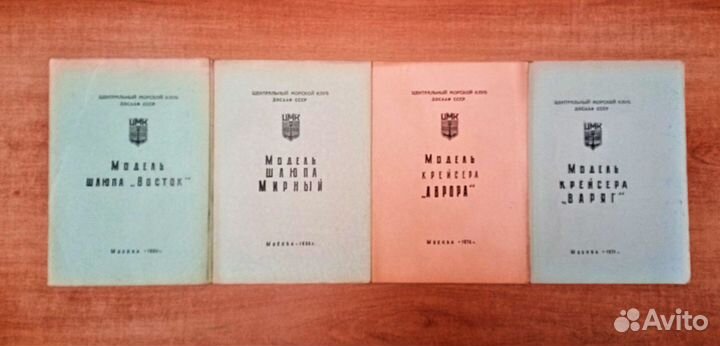 ЦЕНТРАЛЬНЫЙ МОРСКОЙ КЛУБ
ДОСААФ СССР
ЦМК
МОДЕЛЬ
ШЛЮПА „ВОСТОК"
МОСКВА
ЦЕНТРАЛЬНЫЙ МОРСКОЙ КЛУБ
ДОСААФ СССР
ЦМК
МОДЕЛЬ
ШЛЮПА
МИРНЫЙ
МОСКВА
ЦЕНТРАЛЬНЫЙ МОРСКОЙ КЛУБ
ДОСААФ СССР
ЦМК
МОДЕЛЬ
КРЕЙСЕРА
„АВРОРА"
МОСКВА
ЦЕНТРАЛЬНЫЙ МОРСКОЙ КЛУБ
ДОСААФ СССР
ЦМК
МОДЕЛЬ
КРЕЙСЕРА
„ВАРЯГ"
МОСКВА
Avito